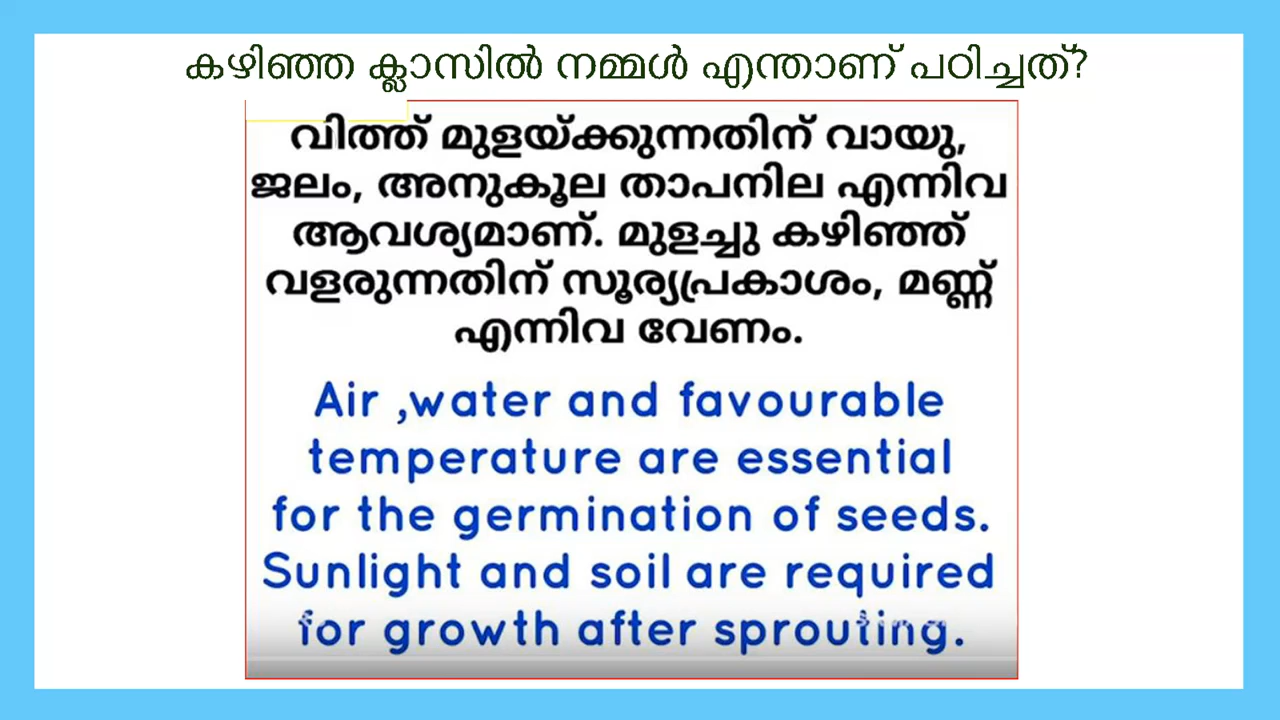 കഴിഞ്ഞ ക്ലാസിൽ നമ്മൾ എന്താണ് പഠിച്ചത്?
വിത്ത് മുളയ്ക്കുന്നതിന് വായു,
ജലം, അനുകൂല താപനില എന്നിവ
ആവശ്യമാണ്. മുളച്ചു കഴിഞ്ഞ്
വളരുന്നതിന് സൂര്യപ്രകാശം, മണ്ണ്
എന്നിവ വേണം.
Air ,water and favourable
temperature are essential
for the germination of seeds.
Sunlight and soil are required
for growth after sprouting.